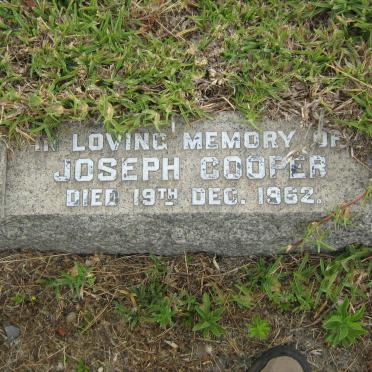 IN LOVING MEMORY OF
JOSEPH COOPER
DIED 19TH DEC. 1962.